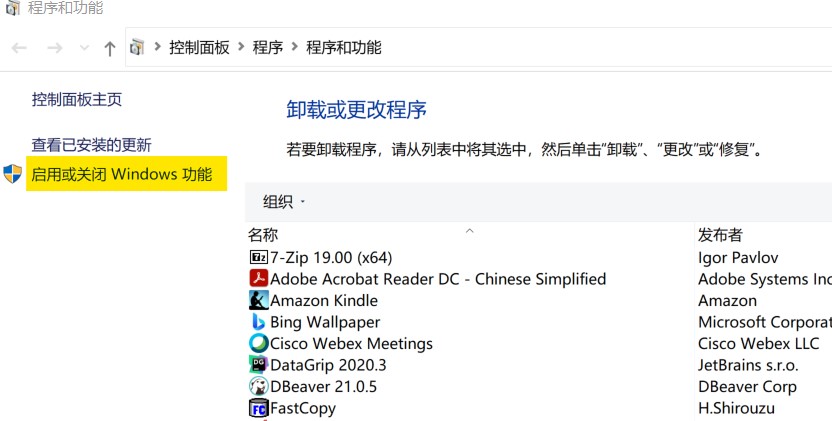 程序和功能
控制面板 > 程序 > 程序和功能
控制面板主页
查看已安装的更新
启用或关闭 Windows 功能
卸载或更改程序
若要卸载程序，请从列表中将其选中，然后单击“卸载”、“更改”或“修复”。
组织
名称 发布者
7-Zip 19.00 (x64) Igor Pavlov
Adobe Acrobat Reader DC - Chinese Simplified Adobe Systems Inc
Amazon Kindle Amazon
Bing Wallpaper Microsoft Corporat
Cisco Webex Meetings Cisco Webex LLC
DataGrip 2020.3 JetBrains s.r.o.
DBeaver 21.0.5 DBeaver Corp
FastCopy H.Shirouzu